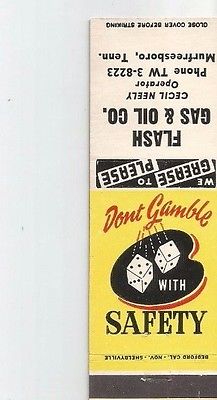 CLOSE COVER BEFORE STRIKING
FLASH
GAS & OIL CO.
CECIL NEELY
Operator
Phone TW 3-8223
Murfreesboro, Tenn.
WE GREASE TO PLEASE
Dont Gamble
WITH
SAFETY
BEDFORD CAL. - NOV. - SHELBYVILLE